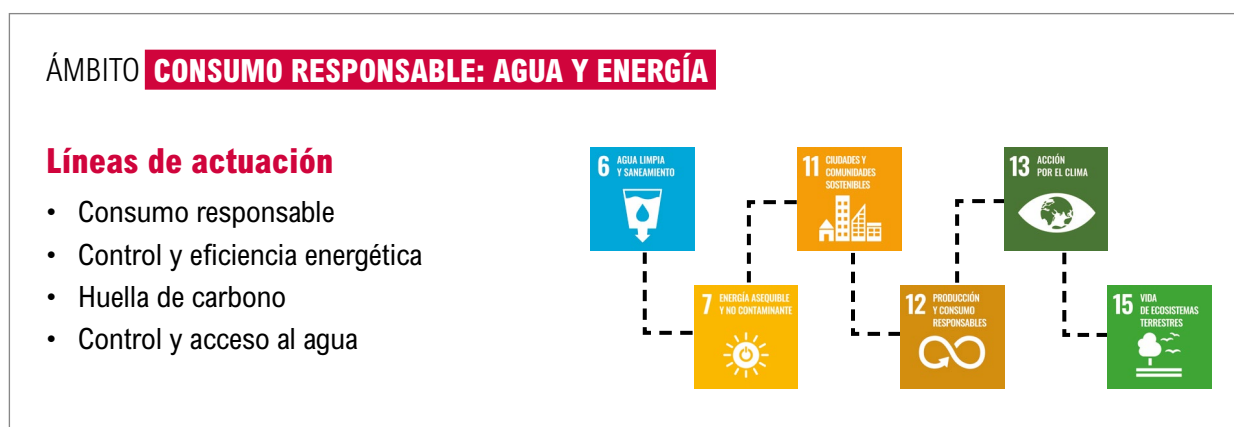 ÁMBITO CONSUMO RESPONSABLE: AGUA Y ENERGÍA
Líneas de actuación
• Consumo responsable
• Control y eficiencia energética
• Huella de carbono
• Control y acceso al agua
6 AGUA LIMPIA
Y SANEAMIENTO
7 ENERGÍA ASEQUIBLE
Y NO CONTAMINANTE
11 CIUDADES Y
COMUNIDADES
SOSTENIBLES
12 PRODUCCIÓN
Y CONSUMO
RESPONSABLES
13 ACCIÓN
POR EL CLIMA
15 VIDA
DE ECOSISTEMAS
TERRESTRES